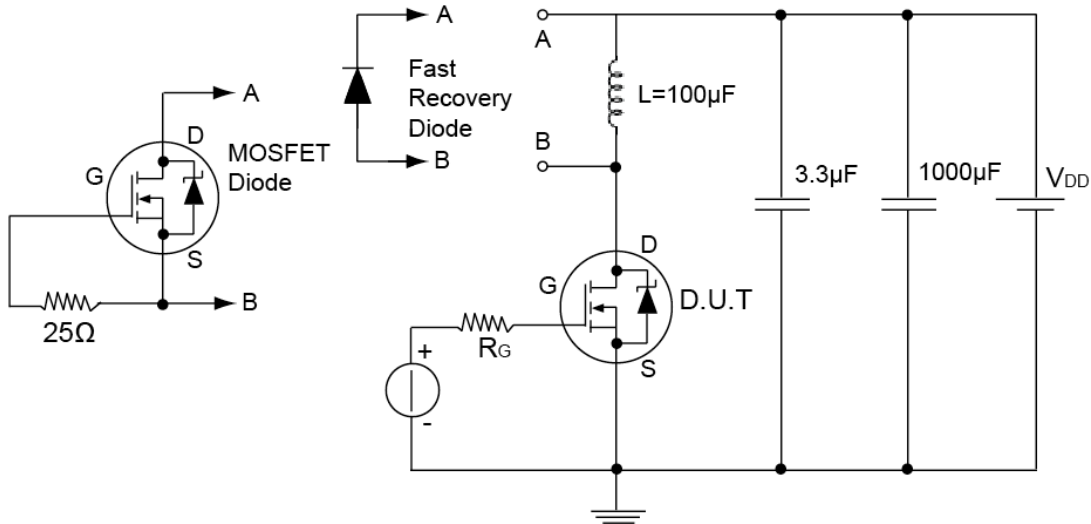 A
D
G
MOSFET
Diode
S
B
25Ω
A
Fast
Recovery
Diode
B
A
L=100µF
B
3.3µF
1000µF
VDD
D
G
D.U.T
S
RG
+
-